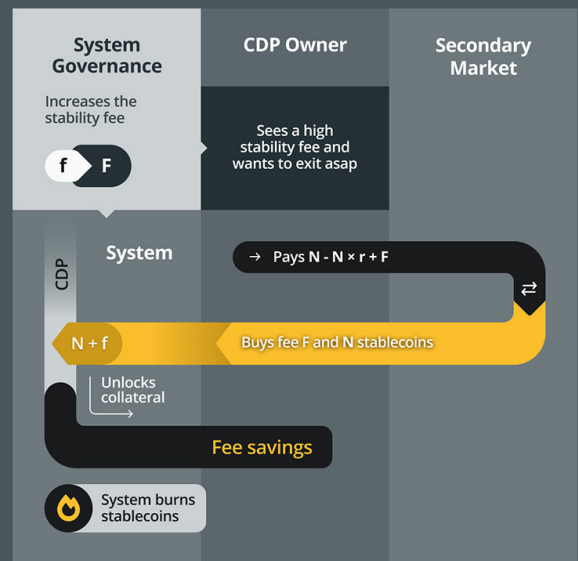 System
Governance
CDP Owner
Secondary
Market
Increases the
stability fee
f F
Sees a high
stability fee and
wants to exit asap
CDP
System
→ Pays N - N × r + F
⇄
N + f
Buys fee F and N stablecoins
Unlocks
collateral
Fee savings
System burns
stablecoins